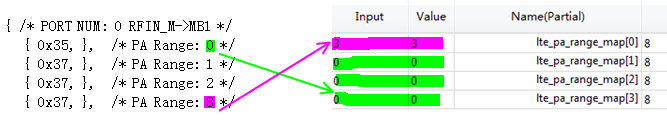 { /* PORT NUM: 0 RFIN_M->MB1 */
{ 0x35, }, /* PA Range: 0 */
{ 0x37, }, /* PA Range: 1 */
{ 0x37, }, /* PA Range: 2 */
{ 0x37, }, /* PA Range: 3 */
Input Value Name(Partial)
3 3 lte_pa_range_map[0] 8
0 0 lte_pa_range_map[1] 8
0 0 lte_pa_range_map[2] 8
0 0 lte_pa_range_map[3] 8